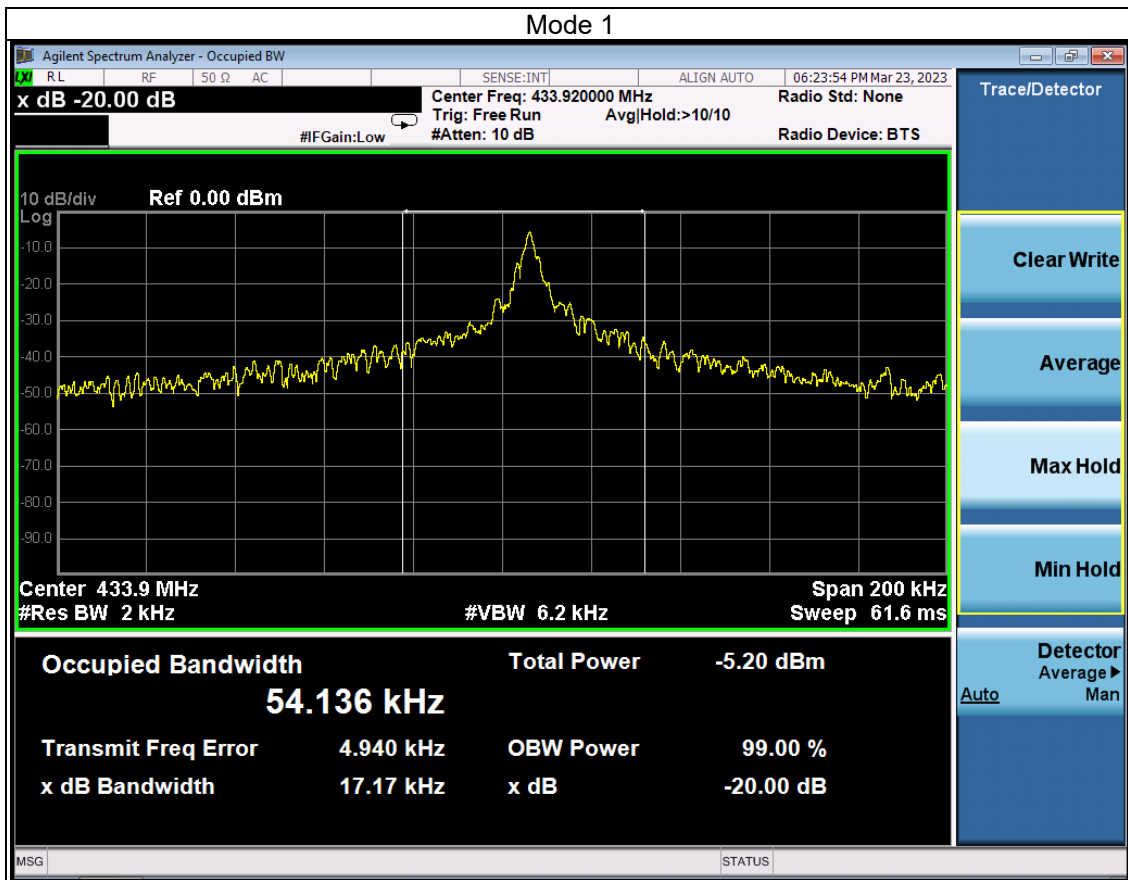 Mode 1
Agilent Spectrum Analyzer - Occupied BW
LXI RL RF 50 Ω AC SENSE:INT ALIGN AUTO 06:23:54 PM Mar 23, 2023
x dB -20.00 dB
Center Freq: 433.920000 MHz Radio Std: None
Trig: Free Run Avg|Hold:>10/10
#IFGain:Low #Atten: 10 dB Radio Device: BTS
Trace/Detector
10 dB/div Ref 0.00 dBm
Log
-10.0
-20.0
-30.0
-40.0
-50.0
-60.0
-70.0
-80.0
-90.0
Center 433.9 MHz Span 200 kHz
#Res BW 2 kHz #VBW 6.2 kHz Sweep 61.6 ms
Clear Write
Average
Max Hold
Min Hold
Detector
Average▶
Auto Man
Occupied Bandwidth Total Power -5.20 dBm
54.136 kHz
Transmit Freq Error 4.940 kHz OBW Power 99.00 %
x dB Bandwidth 17.17 kHz x dB -20.00 dB
MSG STATUS